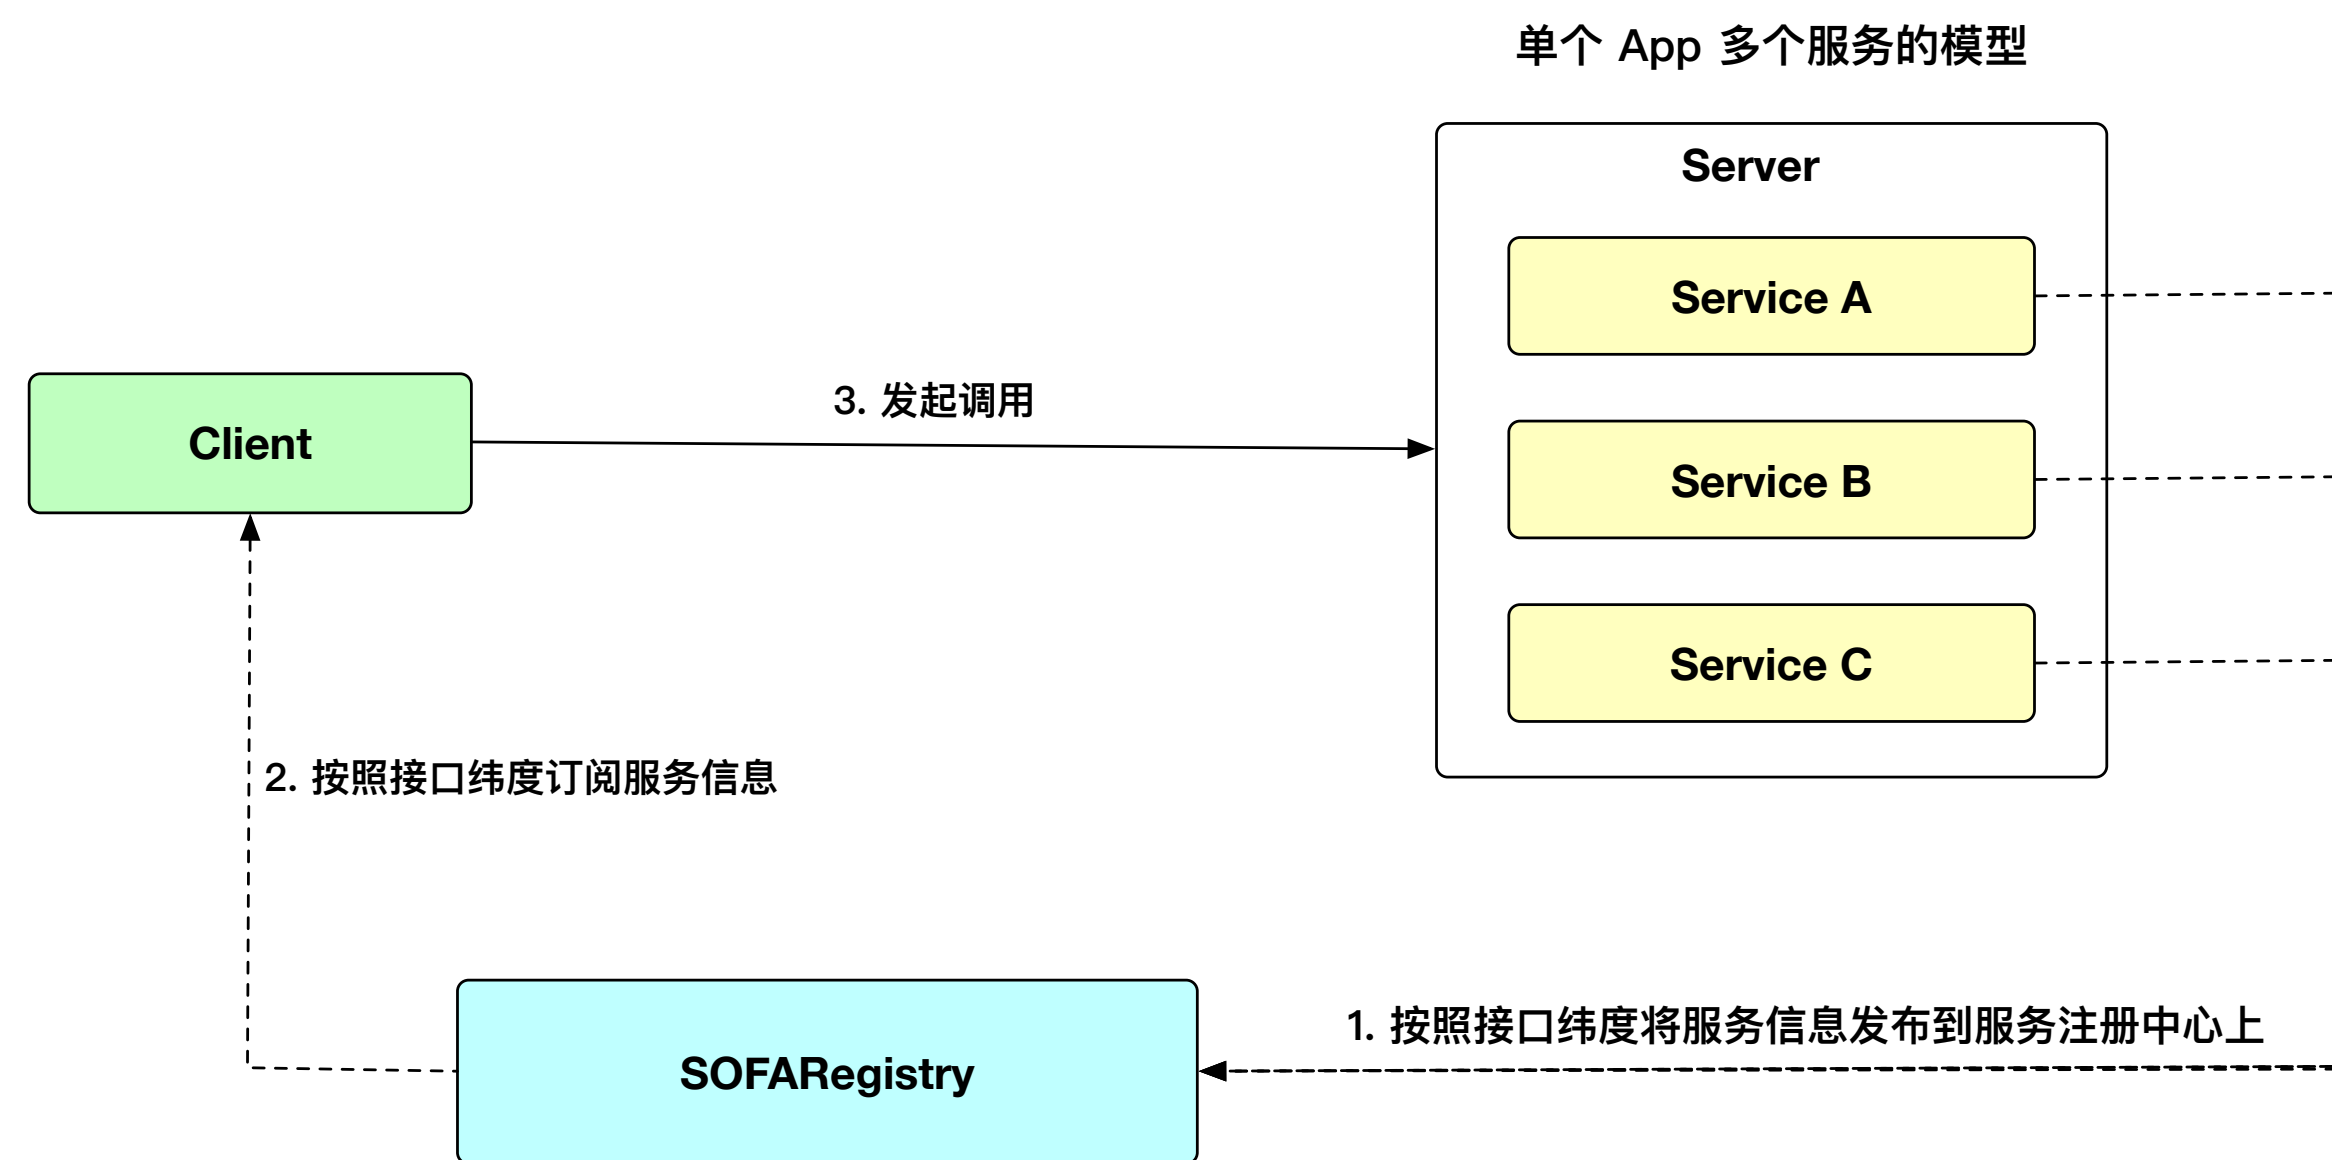 单个 App 多个服务的模型
Server
Service A
3. 发起调用
Client
Service B
Service C
2. 按照接口纬度订阅服务信息
1. 按照接口纬度将服务信息发布到服务注册中心上
SOFARegistry